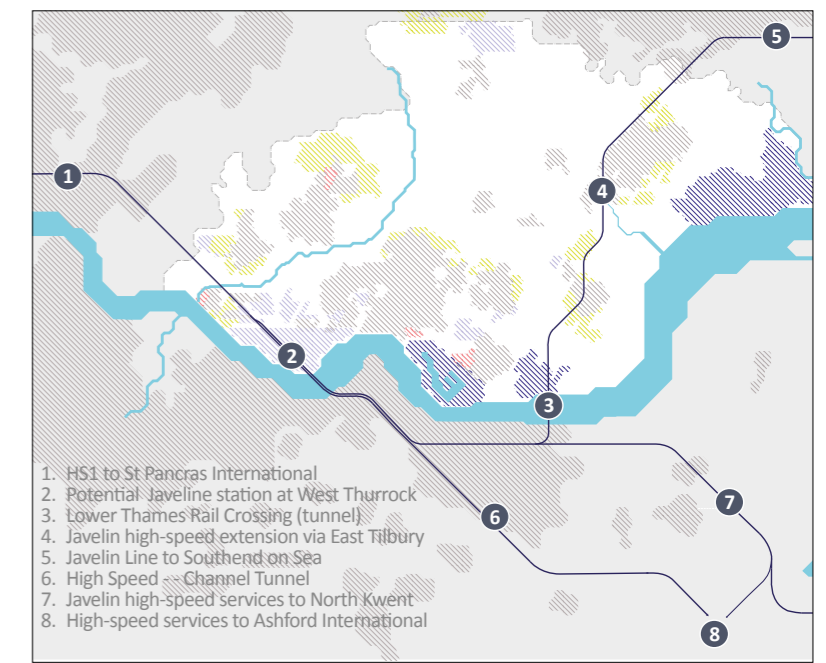 5
1
4
2
3
1. HS1 to St Pancras International
2. Potential Javeline station at West Thurrock
3. Lower Thames Rail Crossing (tunnel)
4. Javelin high-speed extension via East Tilbury
5. Javelin Line to Southend on Sea
6. High Speed -- Channel Tunnel
7. Javelin high-speed services to North Kwent
8. High-speed services to Ashford International
7
6
8